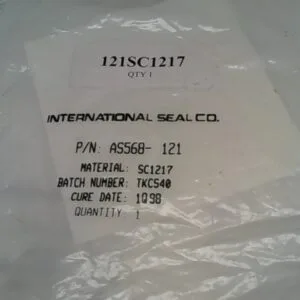 121SC1217
QTY 1
INTERNATIONAL SEAL CO.
P/N: AS568- 121
MATERIAL: SC1217
BATCH NUMBER: TKC540
CURE DATE: 1Q98
QUANTITY 1